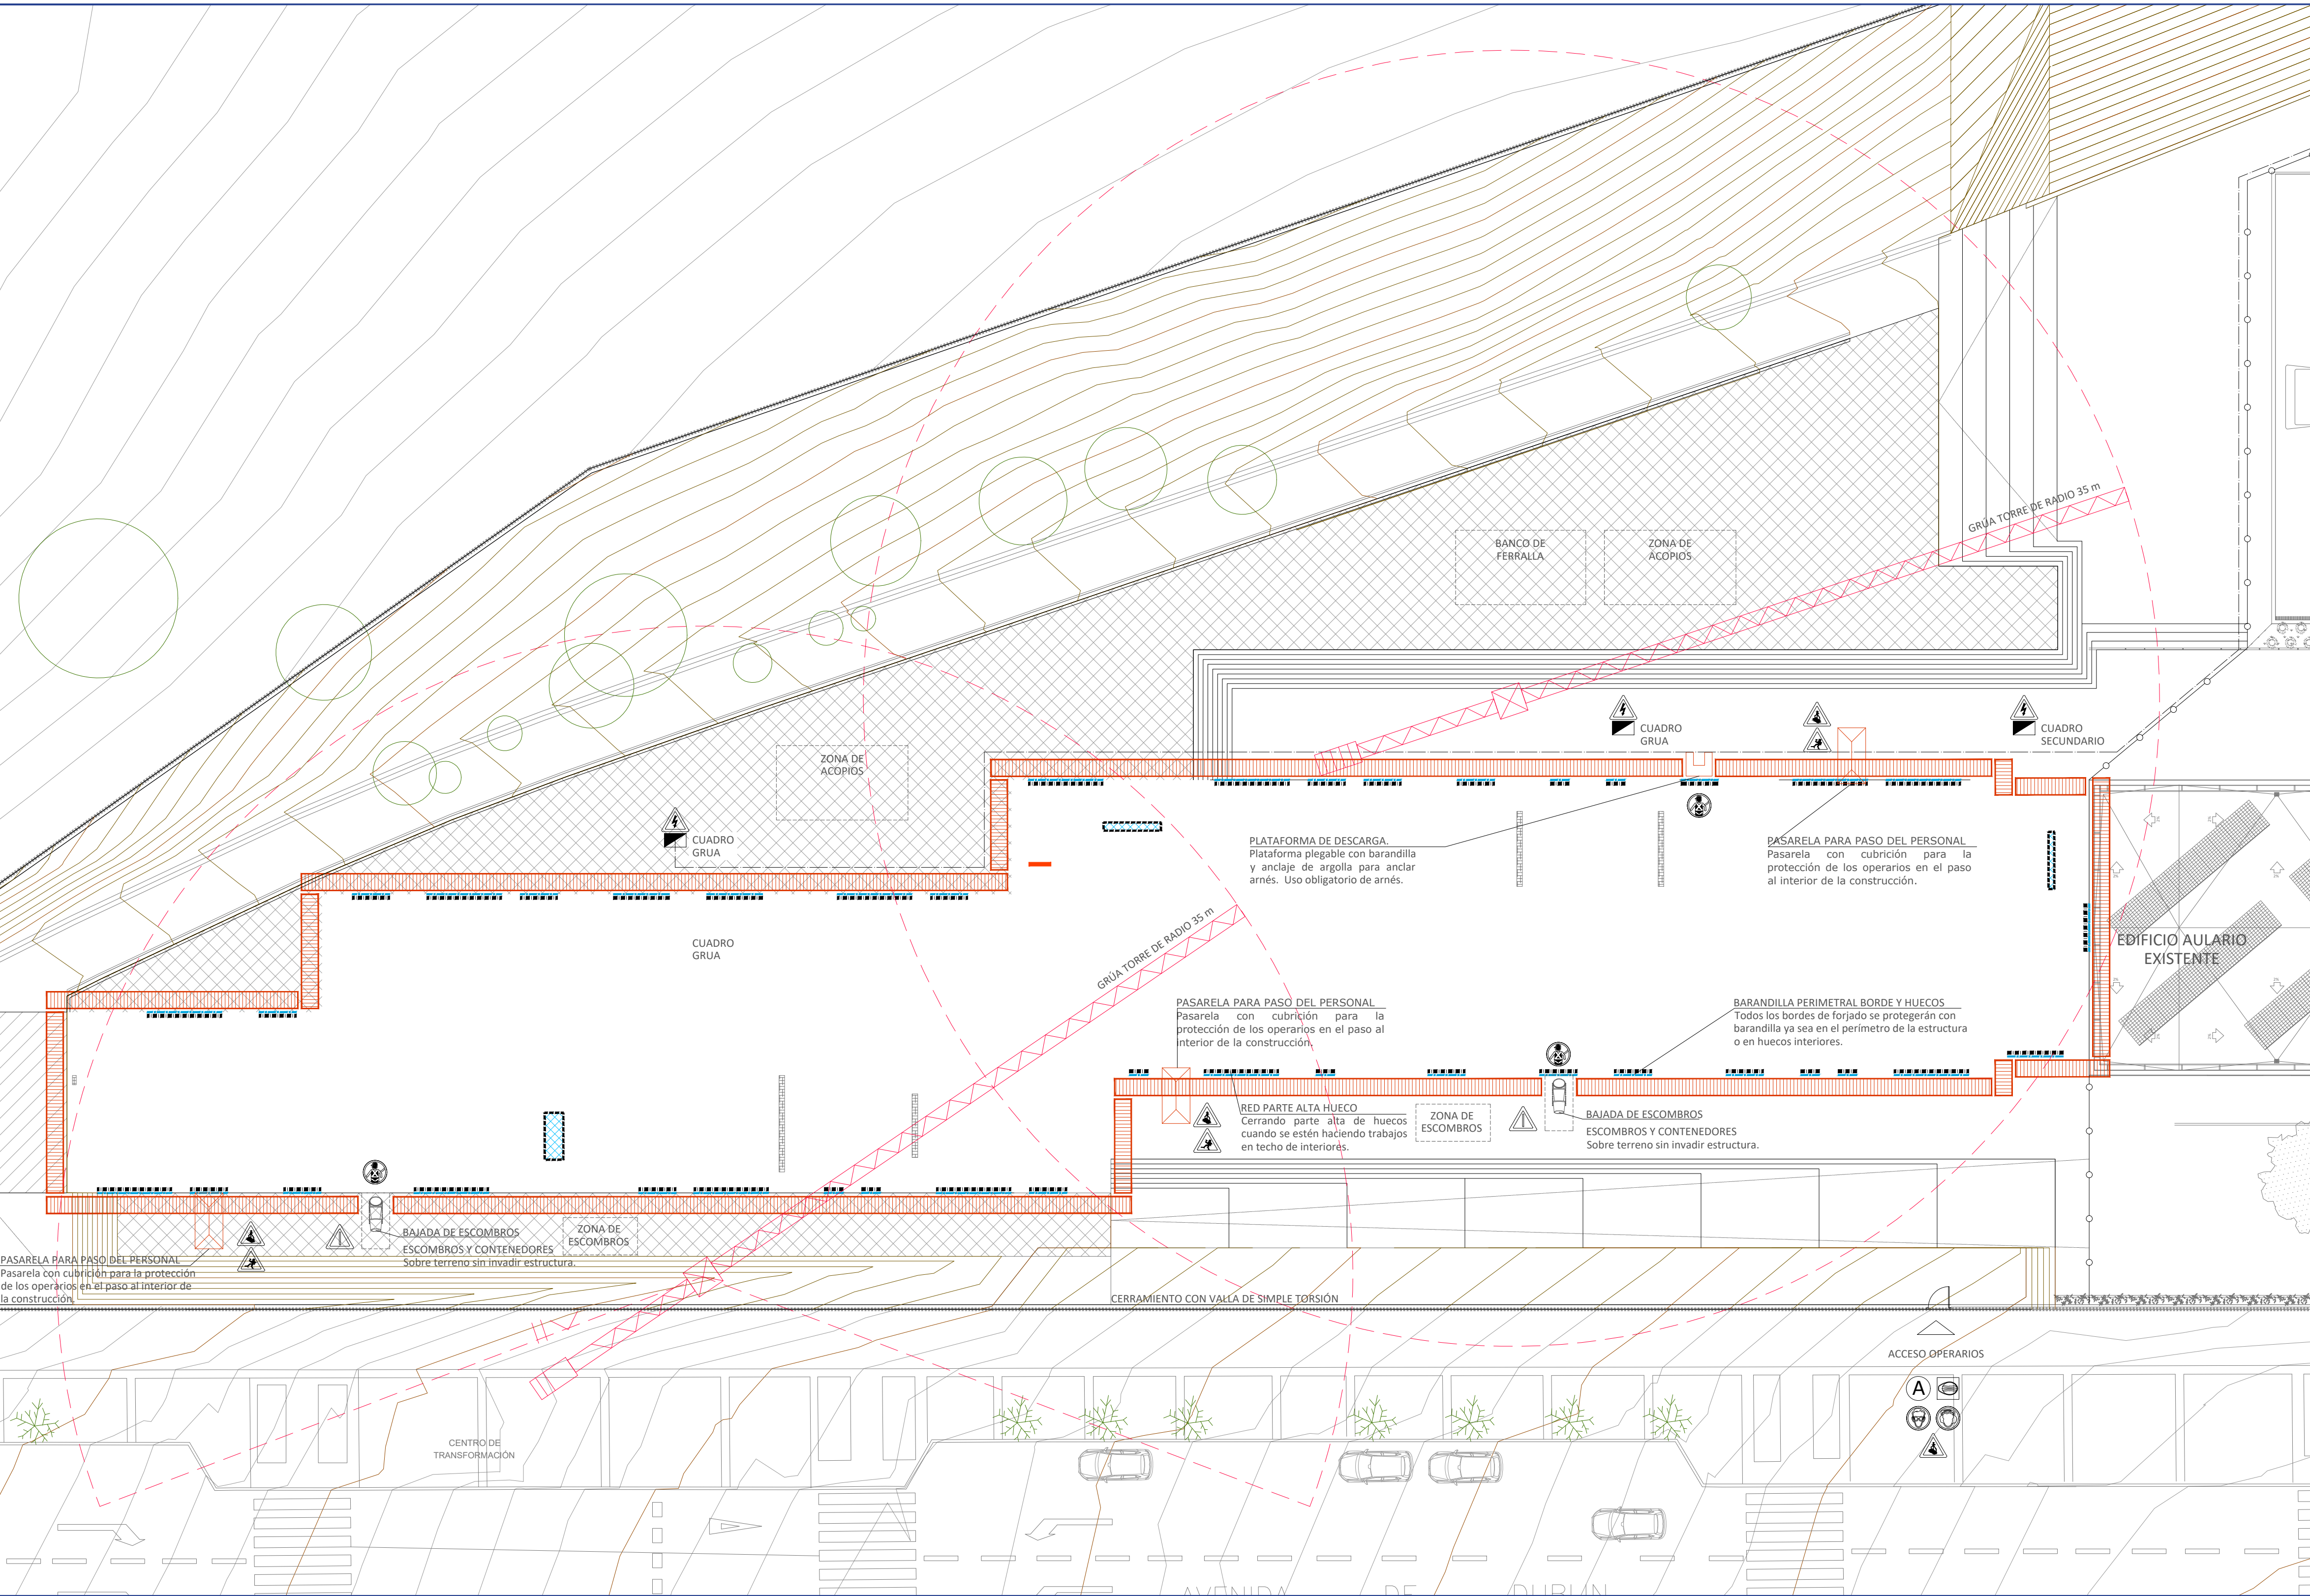 GRÚA TORRE DE RADIO 35 m
BANCO DE
FERRALLA
ZONA DE
ACOPIOS
CUADRO
GRUA
CUADRO
SECUNDARIO
ZONA DE
ACOPIOS
CUADRO
GRUA
PLATAFORMA DE DESCARGA.
Plataforma plegable con barandilla
y anclaje de argolla para anclar
arnés. Uso obligatorio de arnés.
PASARELA PARA PASO DEL PERSONAL
Pasarela con cubrición para la
protección de los operarios en el paso
al interior de la construcción.
CUADRO
GRUA
GRÚA TORRE DE RADIO 35 m
EDIFICIO AULARIO
EXISTENTE
PASARELA PARA PASO DEL PERSONAL
Pasarela con cubrición para la
protección de los operarios en el paso al
interior de la construcción.
BARANDILLA PERIMETRAL BORDE Y HUECOS
Todos los bordes de forjado se protegerán con
barandilla ya sea en el perímetro de la estructura
o en huecos interiores.
RED PARTE ALTA HUECO
Cerrando parte alta de huecos
cuando se estén haciendo trabajos
en techo de interiores.
ZONA DE
ESCOMBROS
BAJADA DE ESCOMBROS
ESCOMBROS Y CONTENEDORES
Sobre terreno sin invadir estructura.
BAJADA DE ESCOMBROS
ESCOMBROS Y CONTENEDORES
Sobre terreno sin invadir estructura.
ZONA DE
ESCOMBROS
PASARELA PARA PASO DEL PERSONAL
Pasarela con cubrición para la protección
de los operarios en el paso al interior de
la construcción.
CERRAMIENTO CON VALLA DE SIMPLE TORSIÓN
ACCESO OPERARIOS
A
CENTRO DE
TRANSFORMACIÓN
AVENIDA DE DUBLIN